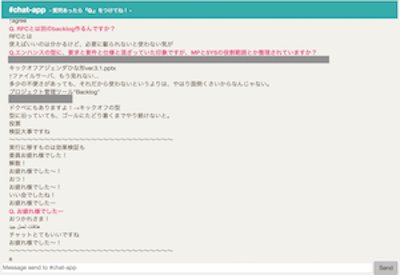 #chat-app - 質問あったら「Q.」をつけてね！ -
I agree
Q. RFCとは別のbacklog作るんですか？
RFCとは
使えばいいのは分かるけど、必要に駆られないと使わない気が
Q.エンハンスの型に、要求と要件と仕様と混ざっていた印象ですが、MPとSYSの役割範囲とか整理されていますか？
キックオフアジェンダひな形ver.3.1.pptx
↑ファイルサーバ、もう見れない…
多少の不便さがあっても、それだから使わないというよりは、やはり面倒くさいからなんじゃない。
プロジェクト管理ツール"Backlog"
ドクペにもありますよ！→キックオフの型
型に沿っていても、ゴールにたどり着くまでやり続けないと。
投票
検証大事ですね
〜〜〜〜〜〜〜〜〜〜〜〜〜〜〜〜〜〜〜〜
実行に移すものは効果検証も
委員お疲れ様でした！
解散！
お疲れ様でした〜！
おつ！
お疲れ様でした〜！
いい会でしたね！
お疲れ様でした〜
Q. お疲れ様でした〜
おつかれさま！
お疲れ様でした〜！
チャットとてもいいですね
お疲れ様でした〜！
〜〜〜〜〜〜〜〜〜〜〜〜〜〜〜〜〜〜〜〜
Message send to #chat-app
Send